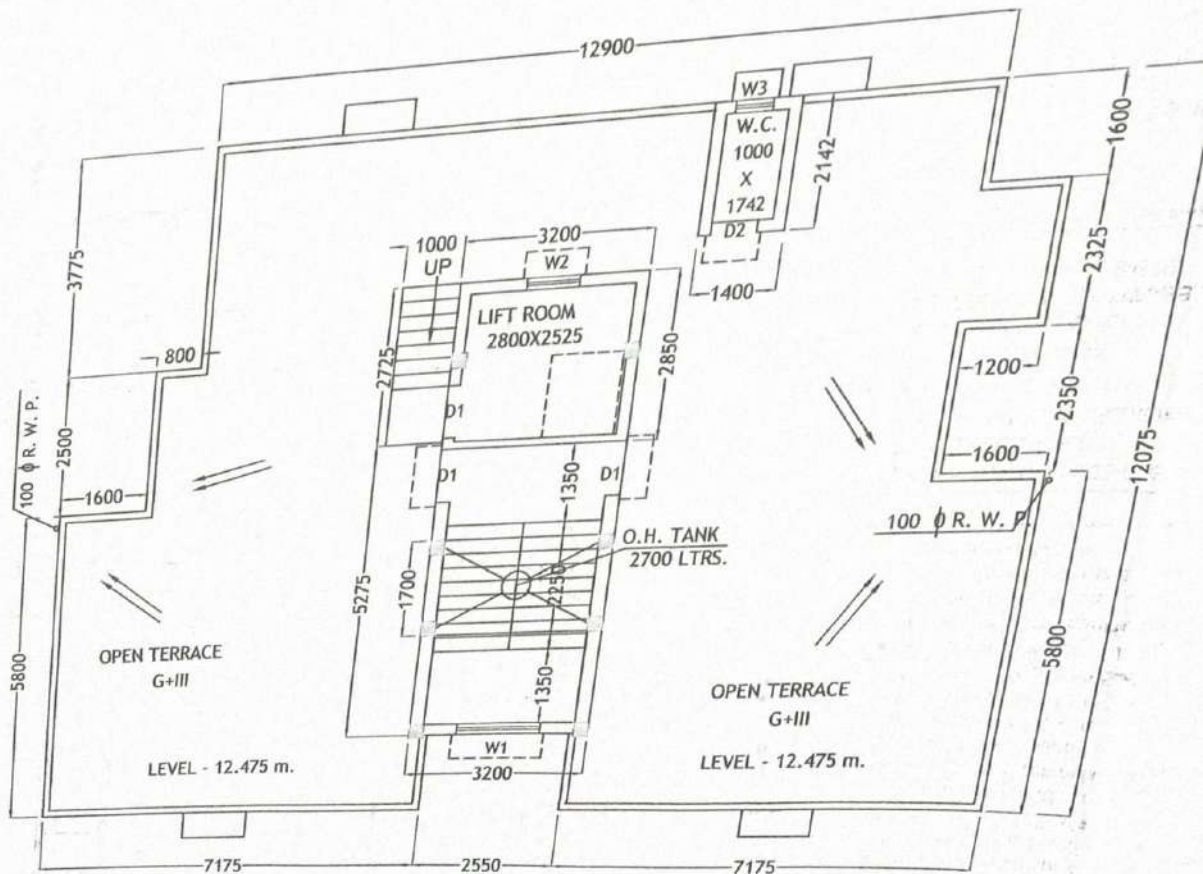 12900
W3
W.C.
1000
X
1742
D2
2142
1400
1600
2325
1200
2350
1600
12075
5800
3775
800
2500
1600
100 ϕ R. W. P.
5800
1000
UP
3200
W2
LIFT ROOM
2800X2525
2725
2850
D1
D1
D1
1350
O.H. TANK
2700 LTRS.
2250
1700
5275
1350
W1
3200
100 ϕ R. W. P.
OPEN TERRACE
G+III
LEVEL - 12.475 m.
OPEN TERRACE
G+III
LEVEL - 12.475 m.
7175
2550
7175